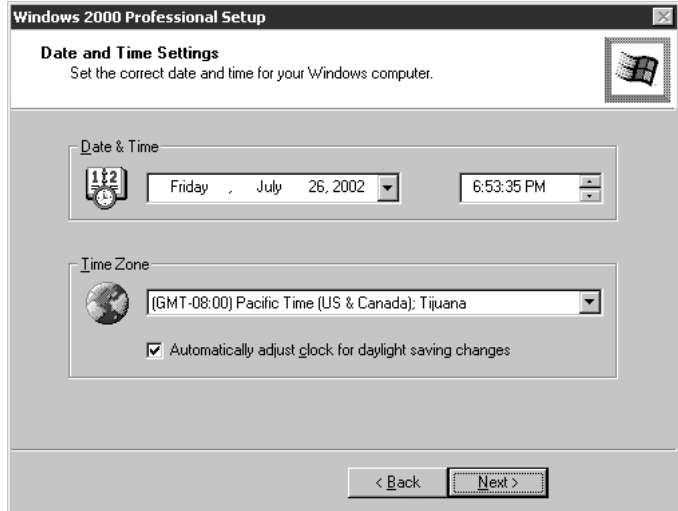 Windows 2000 Professional Setup
Date and Time Settings
Set the correct date and time for your Windows computer.
Date & Time
Friday , July 26, 2002 6:53:35 PM
Time Zone
(GMT-08:00) Pacific Time (US & Canada); Tijuana
Automatically adjust clock for daylight saving changes
< Back Next >